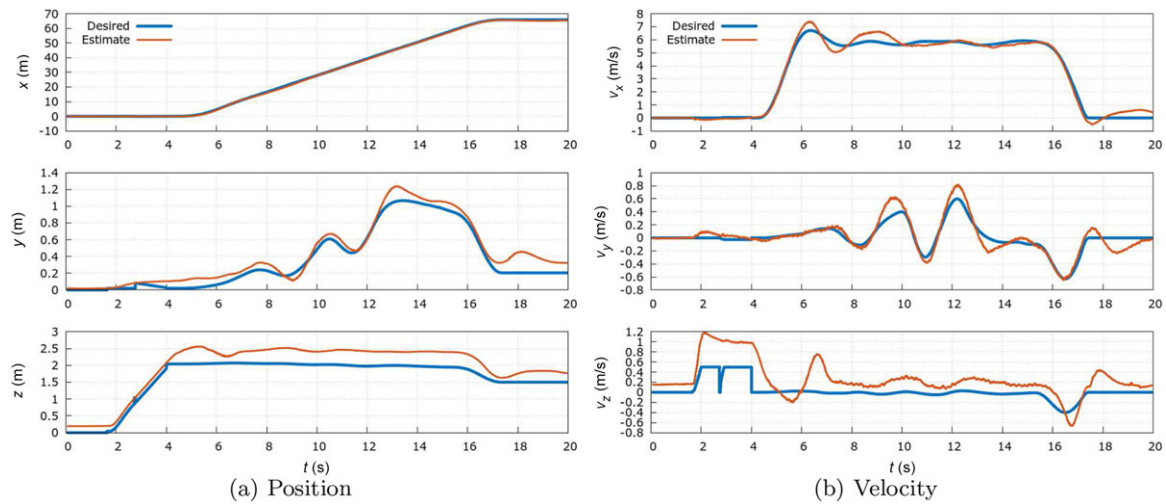 70
60
50
40
30
20
10
0
-10
Desired
Estimate
x (m)
0 2 4 6 8 10 12 14 16 18 20
1.4
1.2
1
0.8
0.6
0.4
0.2
0
y (m)
0 2 4 6 8 10 12 14 16 18 20
3
2.5
2
1.5
1
0.5
0
z (m)
0 2 4 6 8 10 12 14 16 18 20
t (s)
(a) Position
8
7
6
5
4
3
2
1
0
-1
Desired
Estimate
vx (m/s)
0 2 4 6 8 10 12 14 16 18 20
1
0.8
0.6
0.4
0.2
0
-0.2
-0.4
-0.6
-0.8
vy (m/s)
0 2 4 6 8 10 12 14 16 18 20
1.2
1
0.8
0.6
0.4
0.2
0
-0.2
-0.4
-0.6
-0.8
vz (m/s)
0 2 4 6 8 10 12 14 16 18 20
t (s)
(b) Velocity